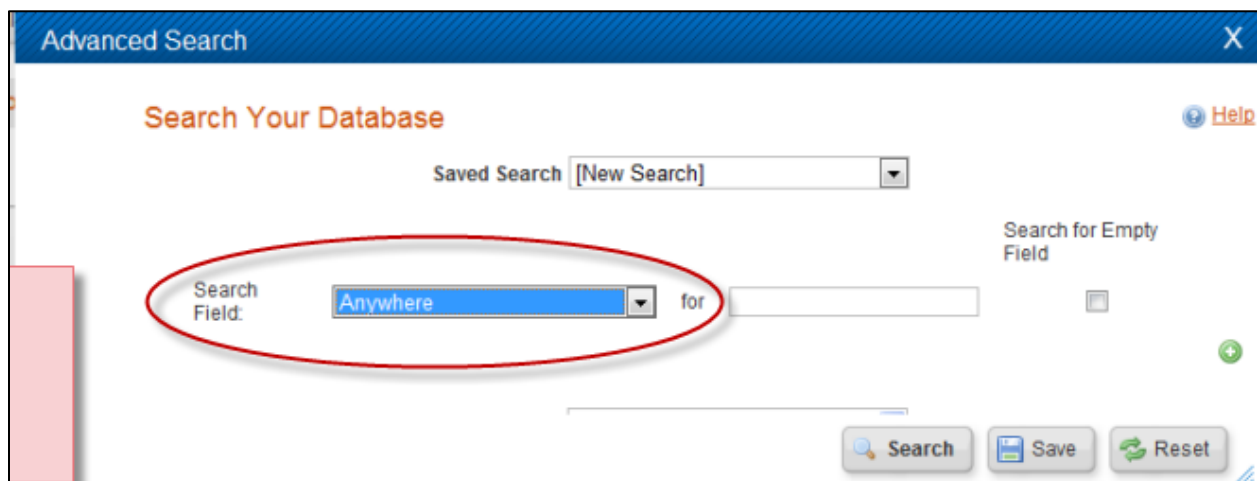 Advanced Search X
Search Your Database
Help
Saved Search [New Search]
Search for Empty
Field
Search
Field:
Anywhere for
Search Save Reset